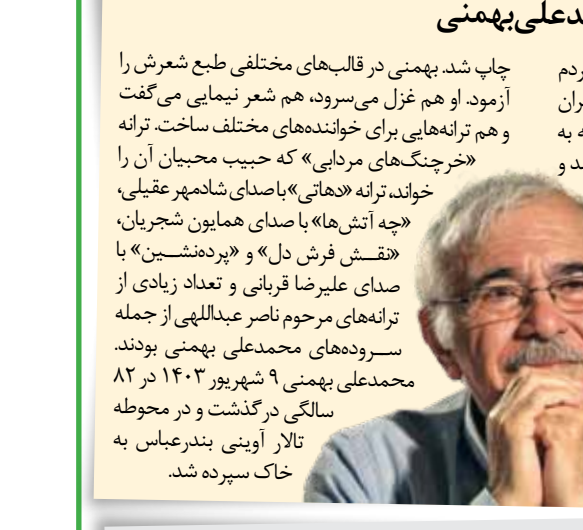 دعلی‌بهمنی
ردم
ران
ه به
ند و
چاپ شد. بهمنی در قالب‌های مختلفی طبع شعرش را
آزمود. او هم غزل می‌سرود، هم شعر نیمایی می‌گفت
و هم ترانه‌هایی برای خواننده‌های مختلف ساخت. ترانه
«خرچنگ‌های مردابی» که حبیب محبیان آن را
خواند، ترانه «دهاتی» با صدای شادمهر عقیلی،
«چه آتش‌ها» با صدای همایون شجریان،
«نقش فرش دل» و «پرده‌نشین» با
صدای علیرضا قربانی و تعداد زیادی از
ترانه‌های مرحوم ناصر عبداللهی از جمله
سروده‌های محمدعلی بهمنی بودند.
محمدعلی بهمنی ۹ شهریور ۱۴۰۳ در ۸۲
سالگی درگذشت و در محوطه
تالار آوینی بندرعباس به
خاک سپرده شد.